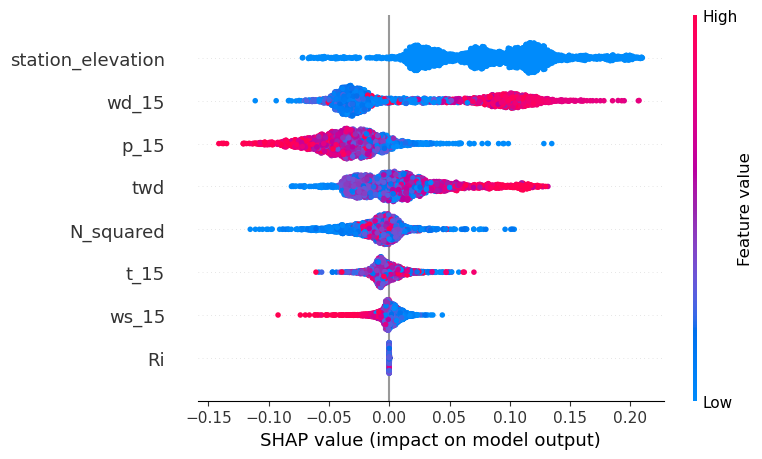 High
station_elevation
wd_15
p_15
twd
N_squared
t_15
ws_15
Ri
Feature value
Low
−0.15 −0.10 −0.05 0.00 0.05 0.10 0.15 0.20
SHAP value (impact on model output)